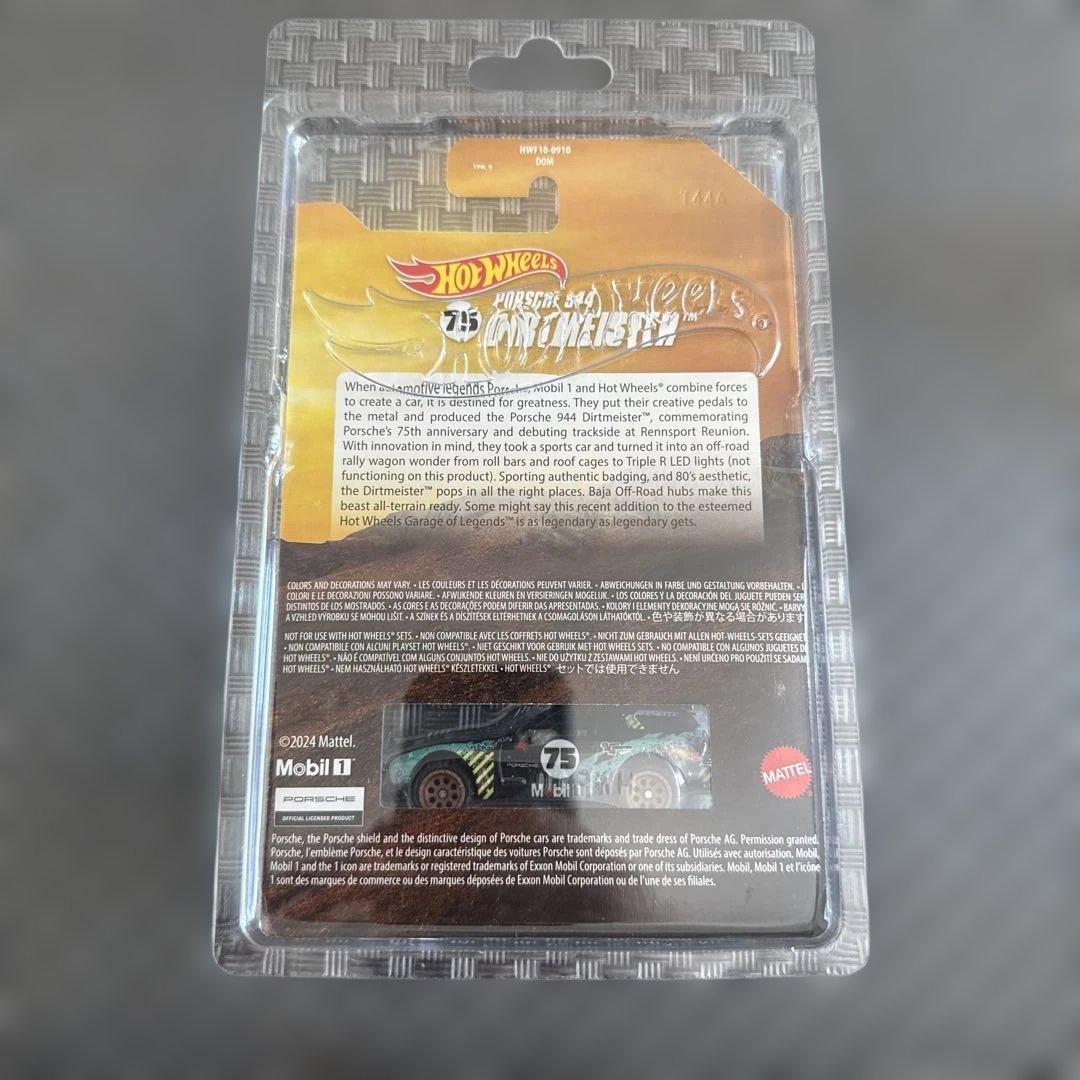 HWF10-0910
DOM
1PN 9
T44A
HOT WHEELS
Hot Wheels®
75 PORSCHE 944
DIRTMEISTER™
When automotive legends Porsche, Mobil 1 and Hot Wheels® combine forces
to create a car, it is destined for greatness. They put their creative pedals to
the metal and produced the Porsche 944 Dirtmeister™, commemorating
Porsche's 75th anniversary and debuting trackside at Rennsport Reunion.
With innovation in mind, they took a sports car and turned it into an off-road
rally wagon wonder from roll bars and roof cages to Triple R LED lights (not
functioning on this product). Sporting authentic badging, and 80's aesthetic,
the Dirtmeister™ pops in all the right places. Baja Off-Road hubs make this
beast all-terrain ready. Some might say this recent addition to the esteemed
Hot Wheels Garage of Legends™ is as legendary as legendary gets.
COLORS AND DECORATIONS MAY VARY. • LES COULEURS ET LES DÉCORATIONS PEUVENT VARIER. • ABWEICHUNGEN IN FARBE UND GESTALTUNG VORBEHALTEN. •
COLORI E LE DECORAZIONI POSSONO VARIARE. • AFWIJKENDE KLEUREN EN VERSIERINGEN MOGELIJK. • LOS COLORES Y LA DECORACIÓN DEL JUGUETE PUEDEN SER
DISTINTOS DE LOS MOSTRADOS. • AS CORES E AS DECORAÇÕES PODEM DIFERIR DAS APRESENTADAS. • KOLORY I ELEMENTY DEKORACYJNE MOGĄ SIĘ RÓŻNIĆ. • BARVY
A VZHLED VÝROBKU SE MOHOU LIŠIT. • A SZÍNEK ÉS A DÍSZÍTÉSEK ELTÉRHETNEK A CSOMAGOLÁSON LÁTHATÓKTÓL. • 色や装飾が異なる場合があります
NOT FOR USE WITH HOT WHEELS® SETS. • NON COMPATIBLE AVEC LES COFFRETS HOT WHEELS®. • NICHT ZUM GEBRAUCH MIT ALLEN HOT-WHEELS-SETS GEEIGNET
• NON COMPATIBILE CON ALCUNI PLAYSET HOT WHEELS®. • NIET GESCHIKT VOOR GEBRUIK MET HOT WHEELS SETS. • NO COMPATIBLE CON ALGUNOS JUGUETES DE
HOT WHEELS®. • NÃO É COMPATÍVEL COM ALGUNS CONJUNTOS HOT WHEELS. • NIE DO UŻYTKU Z ZESTAWAMI HOT WHEELS. • NENÍ URČENO PRO POUŽITÍ SE SADAM
HOT WHEELS® • NEM HASZNÁLHATÓ HOT WHEELS® KÉSZLETEKKEL • HOT WHEELS® セットでは使用できません
©2024 Mattel.
Mobil 1
PORSCHE
OFFICIAL LICENSED PRODUCT
PORSCHE
75
Mobil 1
MATTEL
Porsche, the Porsche shield and the distinctive design of Porsche cars are trademarks and trade dress of Porsche AG. Permission granted.
Porsche, l'emblème Porsche, et le design caractéristique des voitures Porsche sont déposés par Porsche AG. Utilisés avec autorisation. Mobil,
Mobil 1 and the 1 icon are trademarks or registered trademarks of Exxon Mobil Corporation or one of its subsidiaries. Mobil, Mobil 1 et l'icône
1 sont des marques de commerce ou des marques déposées de Exxon Mobil Corporation ou de l'une de ses filiales.